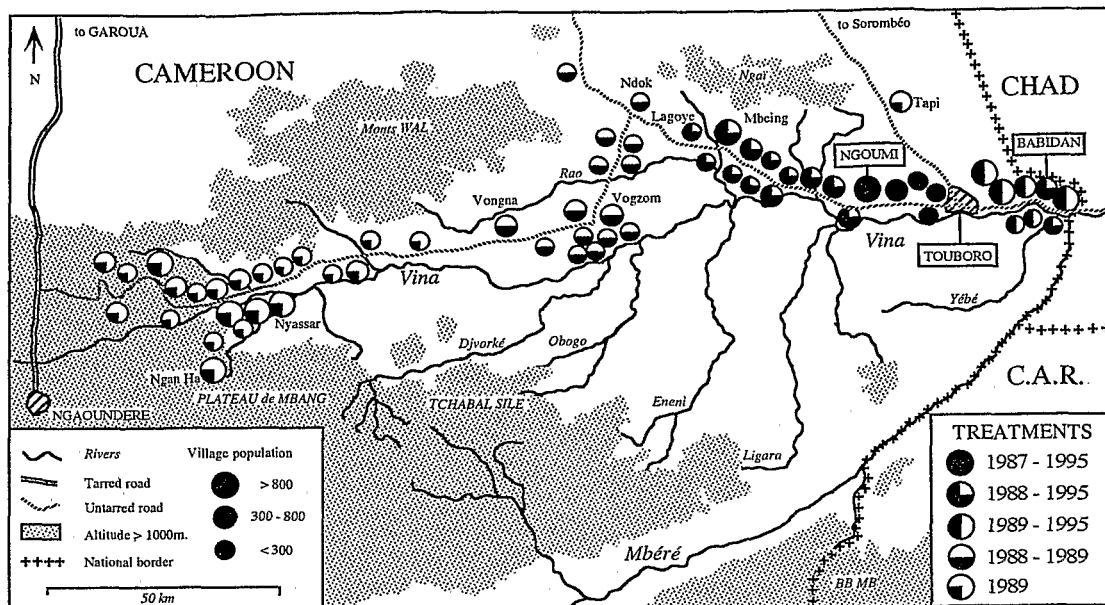 to GAROUA
N
CAMEROON
Monts WAL
to Sorombéo
CHAD
Ngaï
Ndok
Tapi
Lagoye
Mbeing
NGOUMI
BABIDAN
Rao
Vongna
Vogzom
Vina
Vina
TOUBORO
Nyassar
Yébé
Djvorké
Obogo
Ngan Ha
PLATEAU de MBANG
TCHABAL SILE
Eneni
C.A.R.
NGAOUNDERE
Ligara
Mbéré
BB MB
Rivers
Tarred road
Untarred road
Altitude > 1000m.
National border
50 km
Village population
> 800
300 - 800
< 300
TREATMENTS
1987 - 1995
1988 - 1995
1989 - 1995
1988 - 1989
1989